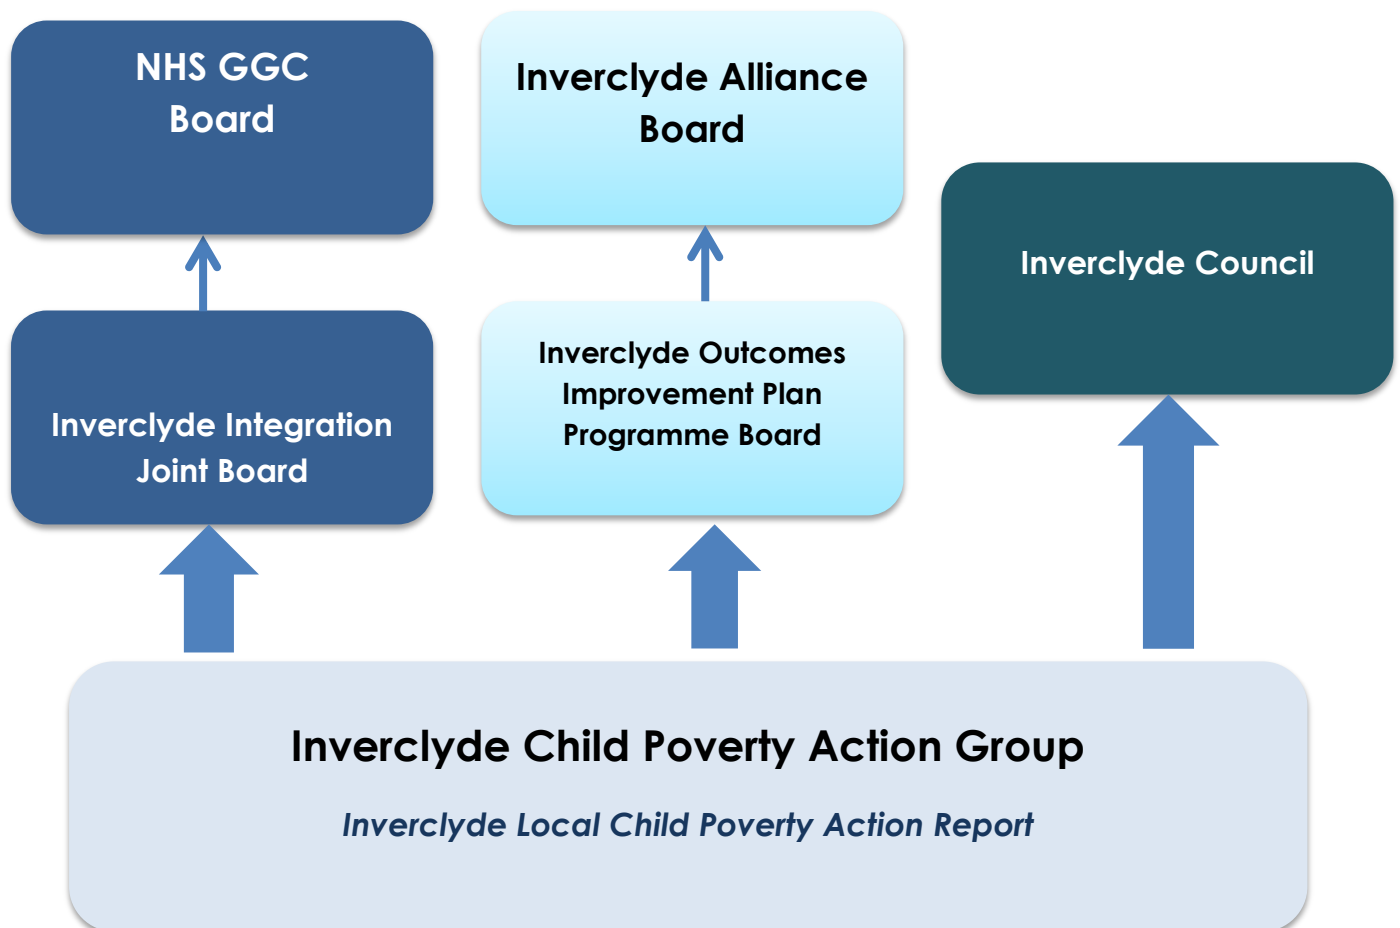 NHS GGC
Board
Inverclyde Alliance
Board
Inverclyde Council
Inverclyde Integration
Joint Board
Inverclyde Outcomes
Improvement Plan
Programme Board
Inverclyde Child Poverty Action Group
Inverclyde Local Child Poverty Action Report